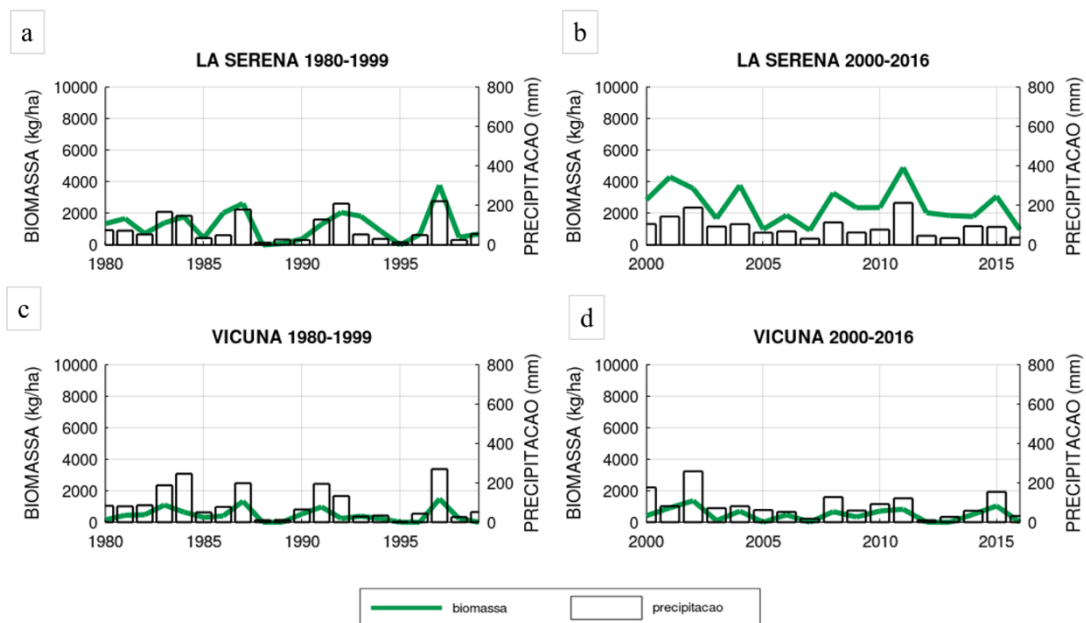 a
LA SERENA 1980-1999
BIOMASSA (kg/ha)
10000
8000
6000
4000
2000
0
800
600
400
200
0
PRECIPITACAO (mm)
1980 1985 1990 1995
b
LA SERENA 2000-2016
BIOMASSA (kg/ha)
10000
8000
6000
4000
2000
0
800
600
400
200
0
PRECIPITACAO (mm)
2000 2005 2010 2015
c
VICUNA 1980-1999
BIOMASSA (kg/ha)
10000
8000
6000
4000
2000
0
800
600
400
200
0
PRECIPITACAO (mm)
1980 1985 1990 1995
d
VICUNA 2000-2016
BIOMASSA (kg/ha)
10000
8000
6000
4000
2000
0
800
600
400
200
0
PRECIPITACAO (mm)
2000 2005 2010 2015
biomassa precipitacao